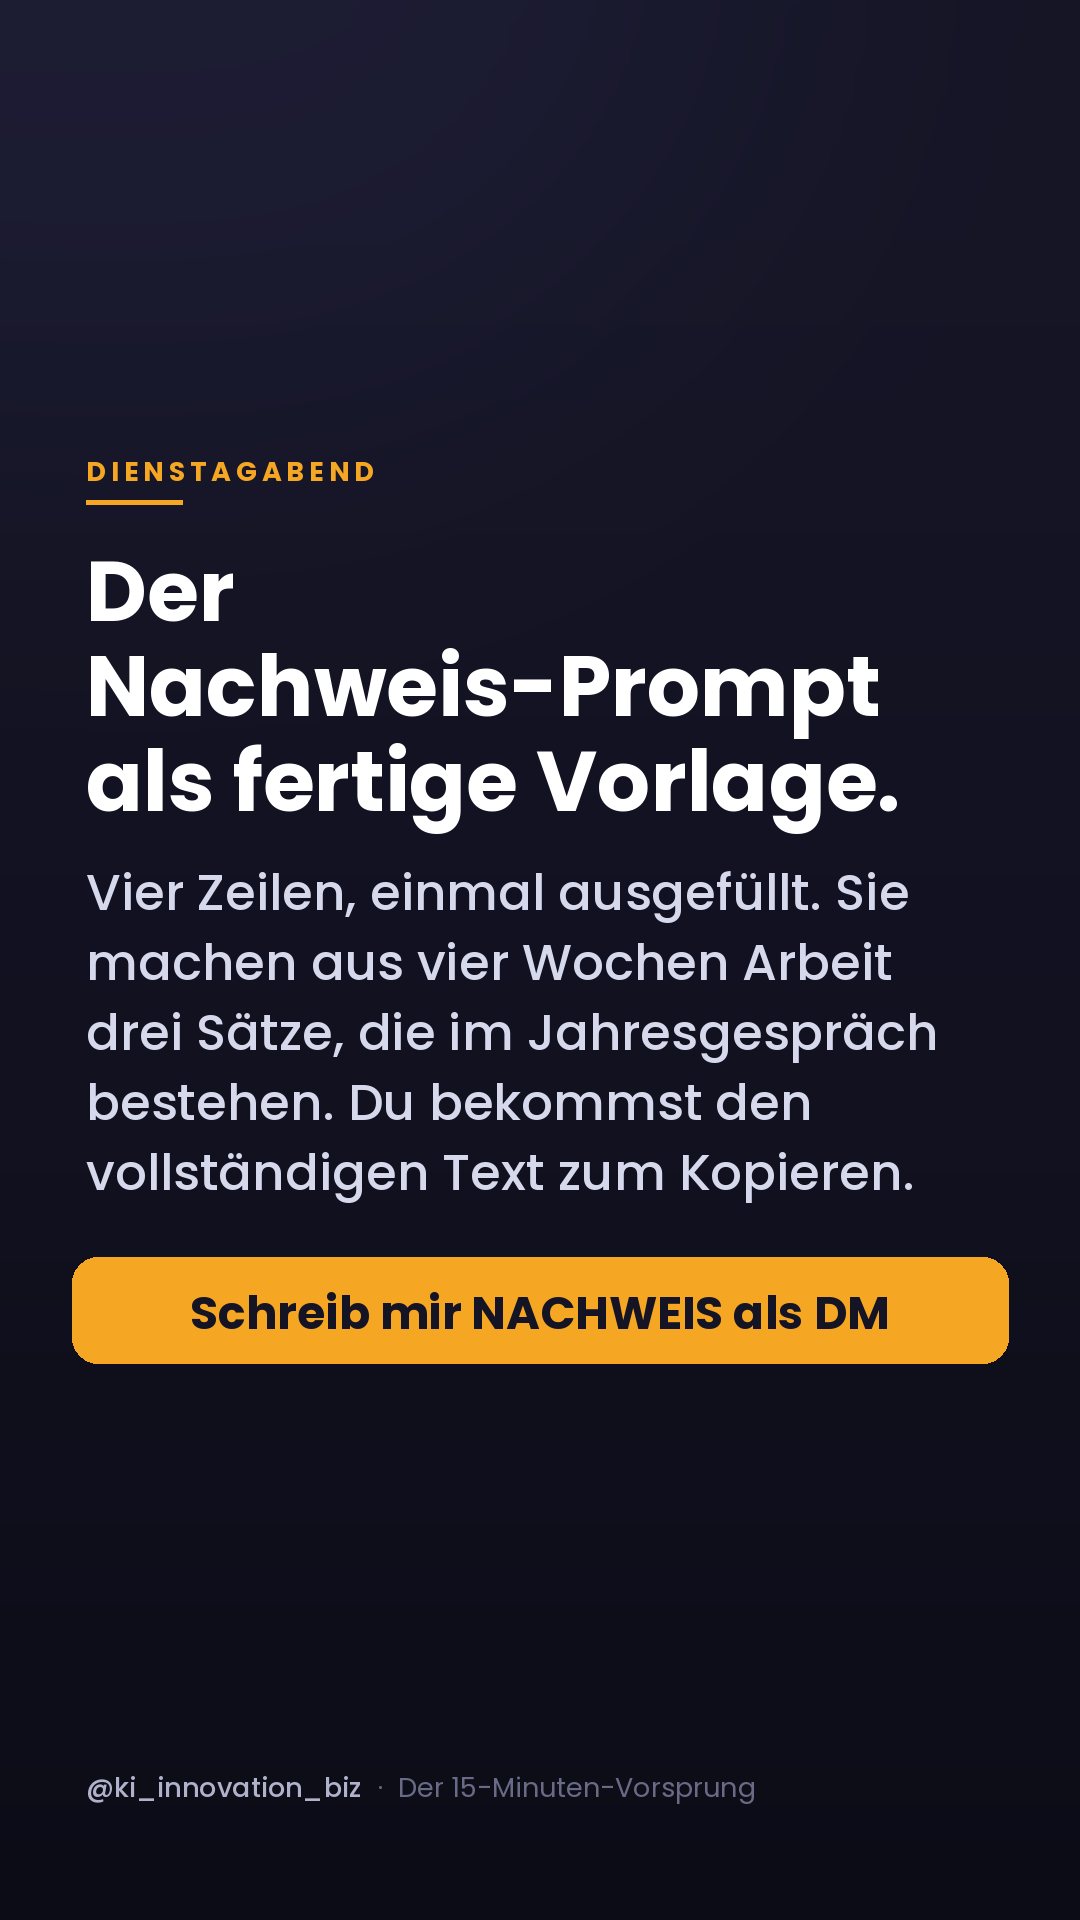 DIENSTAGABEND
Der
Nachweis-Prompt
als fertige Vorlage.
Vier Zeilen, einmal ausgefüllt. Sie
machen aus vier Wochen Arbeit
drei Sätze, die im Jahresgespräch
bestehen. Du bekommst den
vollständigen Text zum Kopieren.
Schreib mir NACHWEIS als DM
@ki_innovation_biz · Der 15-Minuten-Vorsprung